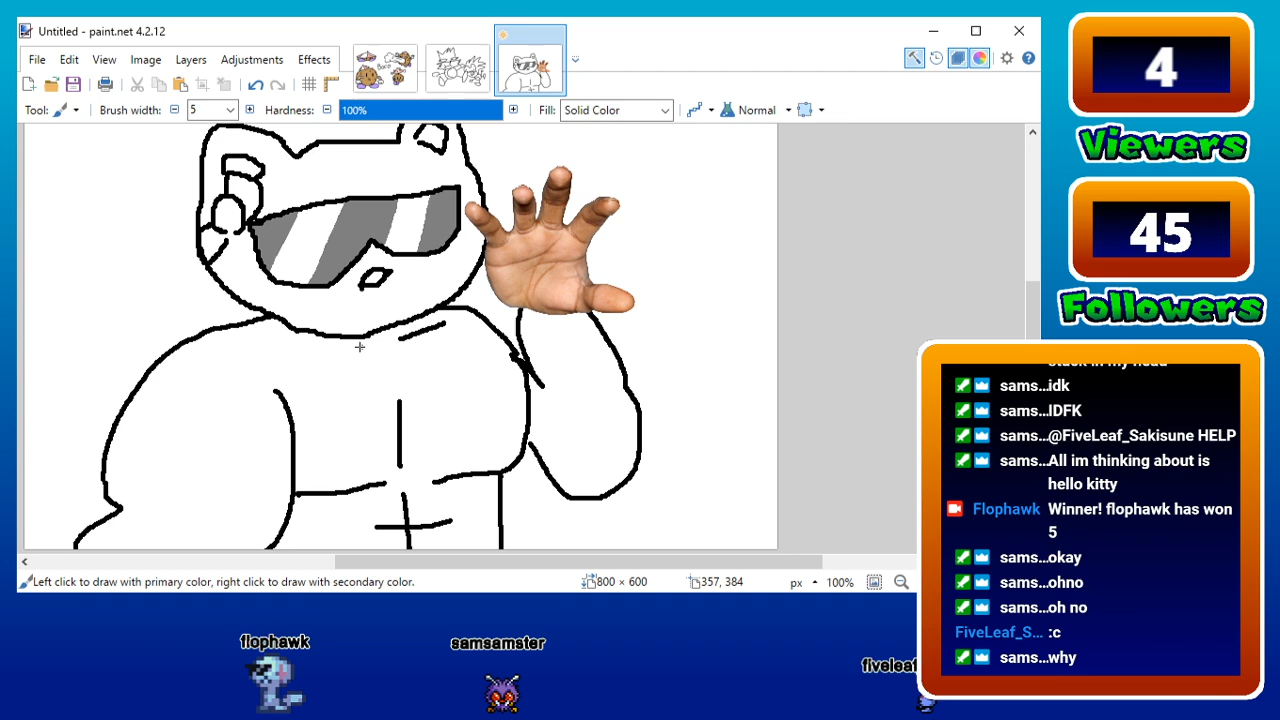 Untitled - paint.net 4.2.12
File Edit View Image Layers Adjustments Effects
Tool: Brush width: 5 Hardness: 100% Fill: Solid Color Normal
Left click to draw with primary color, right click to draw with secondary color. 800 × 600 357, 384 px 100%
4
Viewers
45
Followers
stuck in my head
sams...idk
sams...IDFK
sams...@FiveLeaf_Sakisune HELP
sams...All im thinking about is
hello kitty
Flophawk Winner! flophawk has won
5
sams...okay
sams...ohno
sams...oh no
FiveLeaf_S... :c
sams...why
flophawk
samsamster
fiveleaf